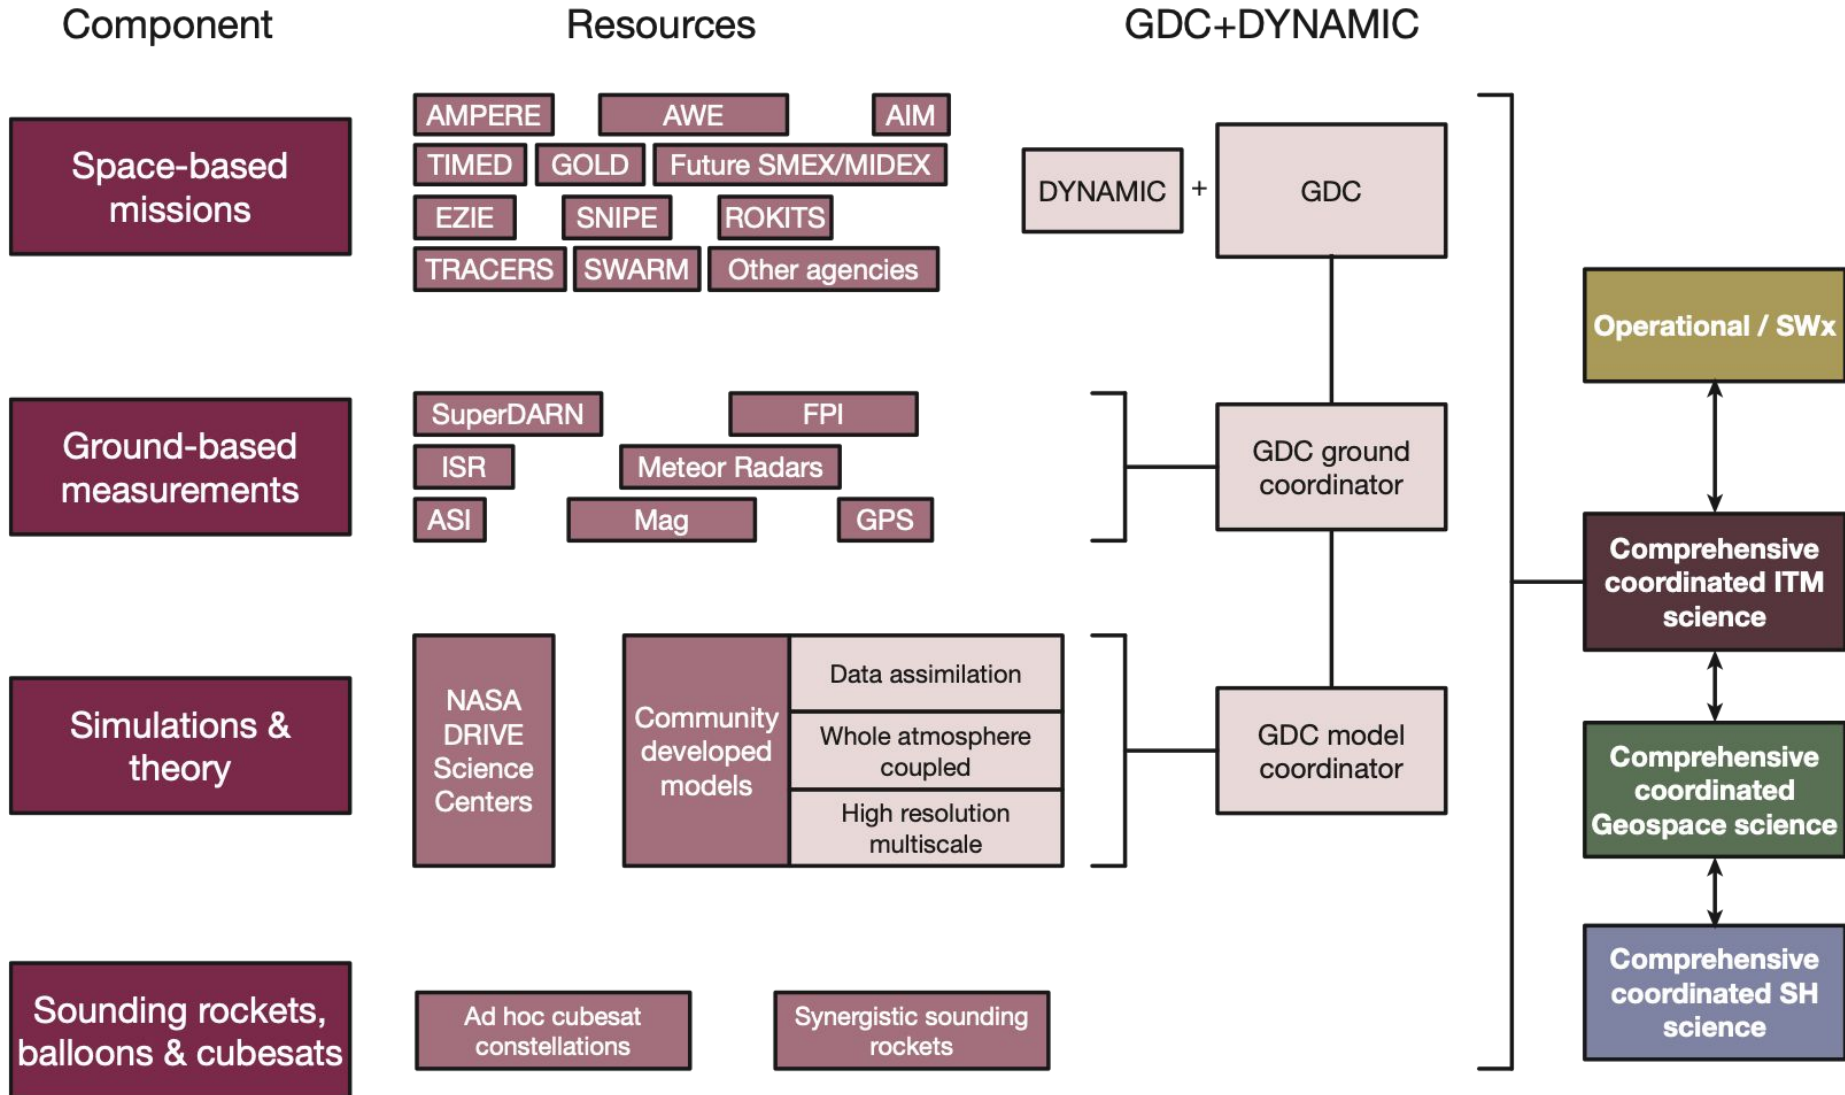 Component
Resources
GDC+DYNAMIC
Space-based
missions
AMPERE
AWE
AIM
TIMED
GOLD
Future SMEX/MIDEX
EZIE
SNIPE
ROKITS
TRACERS
SWARM
Other agencies
DYNAMIC
+
GDC
Ground-based
measurements
SuperDARN
FPI
ISR
Meteor Radars
ASI
Mag
GPS
GDC ground
coordinator
Simulations &
theory
NASA
DRIVE
Science
Centers
Community
developed
models
Data assimilation
Whole atmosphere
coupled
High resolution
multiscale
GDC model
coordinator
Sounding rockets,
balloons & cubesats
Ad hoc cubesat
constellations
Synergistic sounding
rockets
Operational / SWx
Comprehensive
coordinated ITM
science
Comprehensive
coordinated
Geospace science
Comprehensive
coordinated SH
science